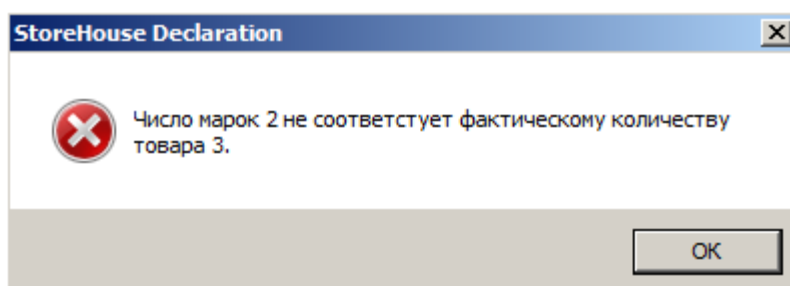 StoreHouse Declaration
Число марок 2 не соответстует фактическому количеству
товара 3.
OK